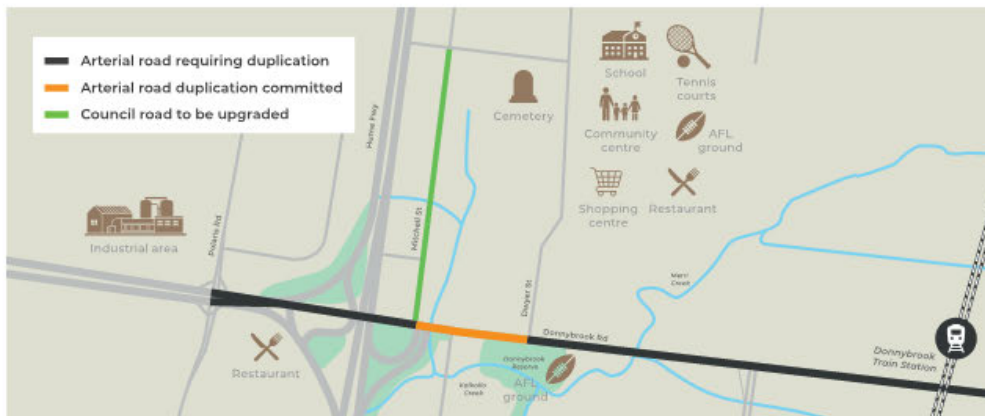 Arterial road requiring duplication
Arterial road duplication committed
Council road to be upgraded
Hume Fwy
School
Tennis
courts
Cemetery
Community
centre
AFL
ground
Shopping
centre
Restaurant
Industrial area
Polaris Rd
Mitchell St
Dwyer St
Merri
Creek
Donnybrook Rd
Restaurant
Donnybrook
Reserve
Kalkallo
Creek
AFL
ground
Donnybrook
Train Station